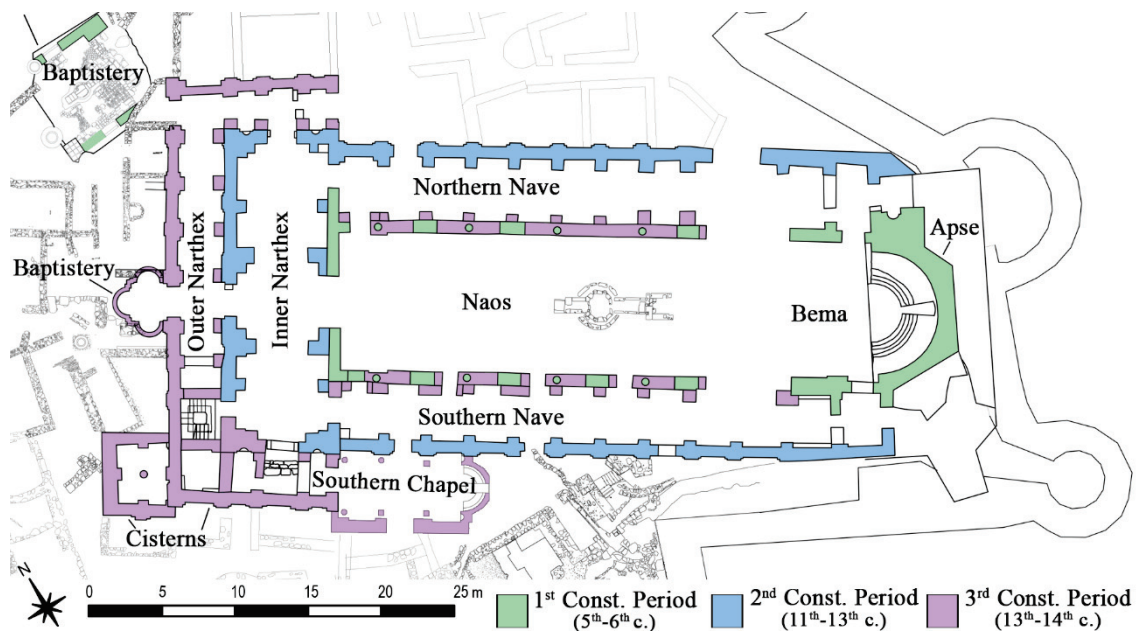 Baptistery
Northern Nave
Apse
Baptistery
Outer Narthex
Inner Narthex
Naos
Bema
Southern Nave
Southern Chapel
Cisterns
N
0 5 10 15 20 25 m
1st Const. Period
(5th-6th c.)
2nd Const. Period
(11th-13th c.)
3rd Const. Period
(13th-14th c.)